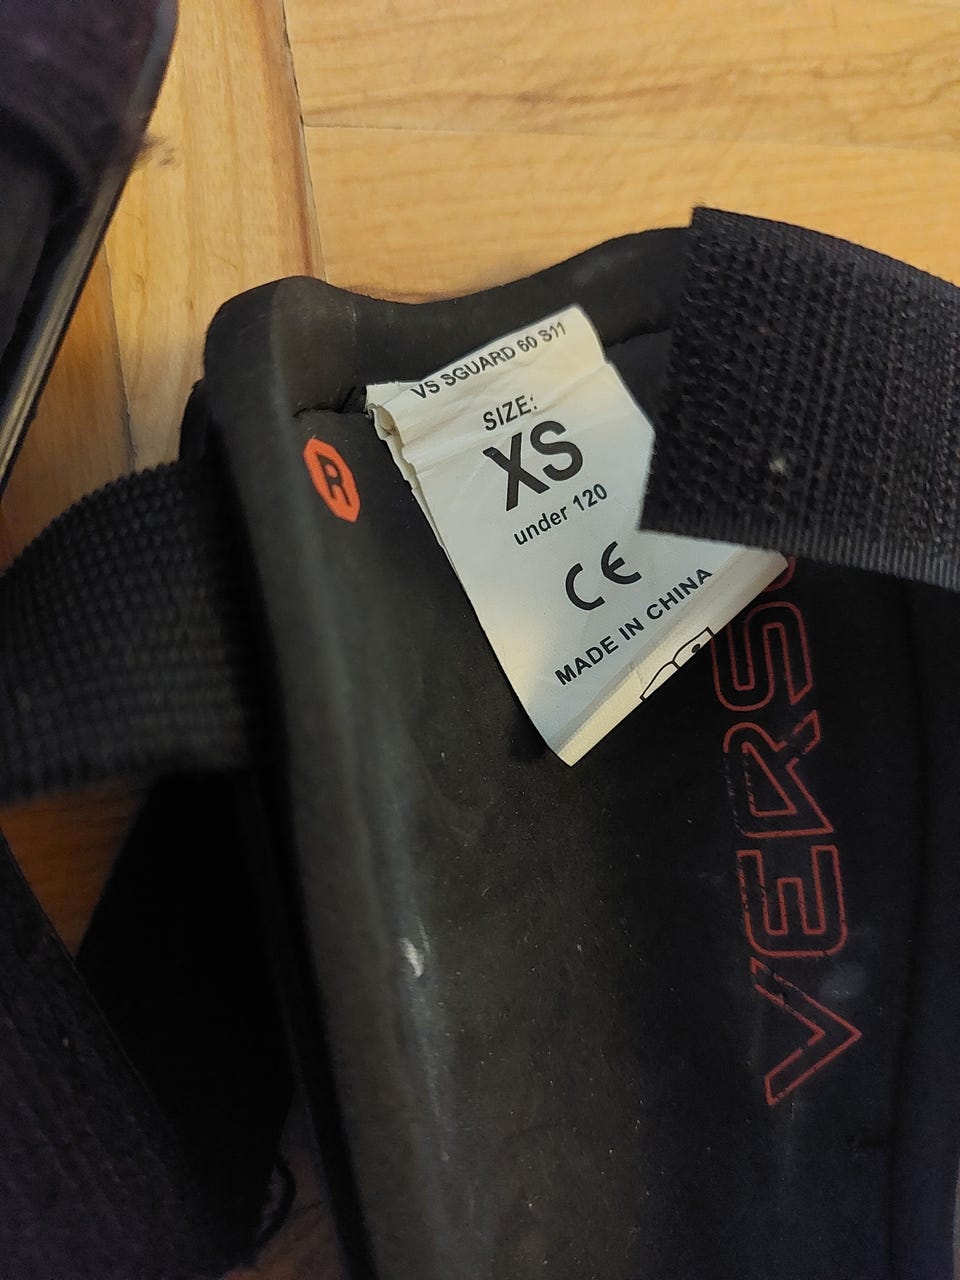 VS SGUARD 60 S11
SIZE:
XS
under 120
CE
MADE IN CHINA
R
VERS